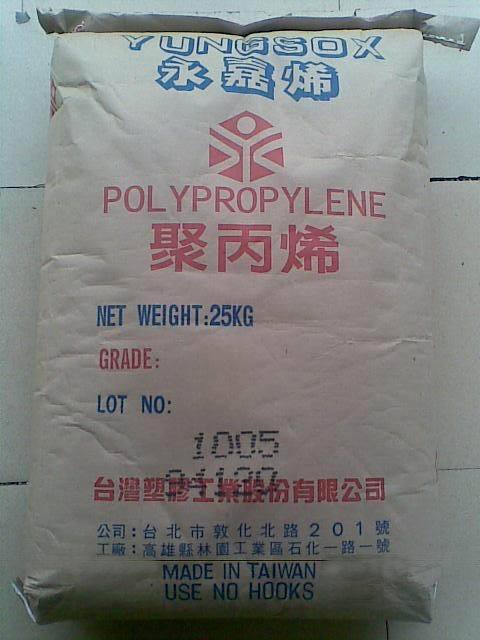 YUNGSOX
永嘉烯
POLYPROPYLENE
聚丙烯
NET WEIGHT:25KG
GRADE:
LOT NO:
1005
台灣塑膠工業股份有限公司
公司:台北市敦化北路201號
工廠:高雄縣林園工業區石化一路一號
MADE IN TAIWAN
USE NO HOOKS